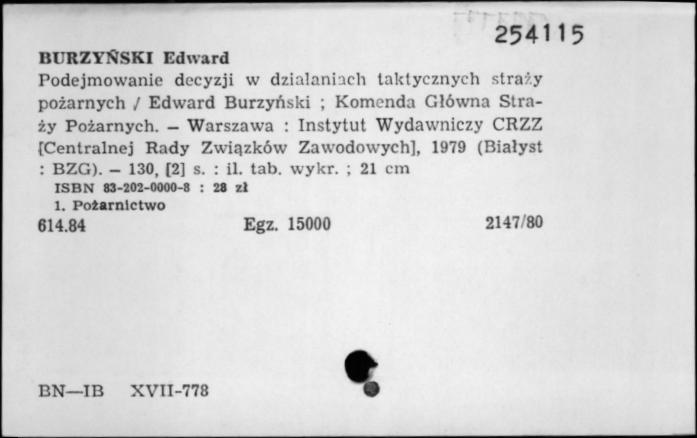 254115
BURZYŃSKI Edward
Podejmowanie decyzji w działaniach taktycznych straży
pożarnych / Edward Burzyński ; Komenda Główna Stra-
ży Pożarnych. — Warszawa : Instytut Wydawniczy CRZZ
[Centralnej Rady Związków Zawodowych], 1979 (Białyst
: BZG). — 130, [2] s. : il. tab. wykr. ; 21 cm
ISBN 83-202-0000-8 : 28 zł
1. Pożarnictwo
614.84 Egz. 15000 2147/80
BN—IB XVII-778